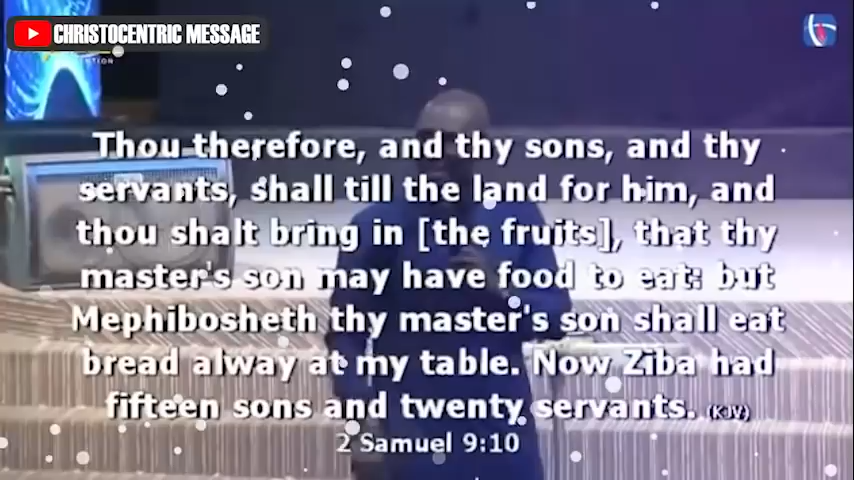 CHRISTOCENTRIC MESSAGE
Thou therefore, and thy sons, and thy
servants, shall till the land for him, and
thou shalt bring in [the fruits], that thy
master's son may have food to eat: but
Mephibosheth thy master's son shall eat
bread alway at my table. Now Ziba had
fifteen sons and twenty servants. (KJV)
2 Samuel 9:10